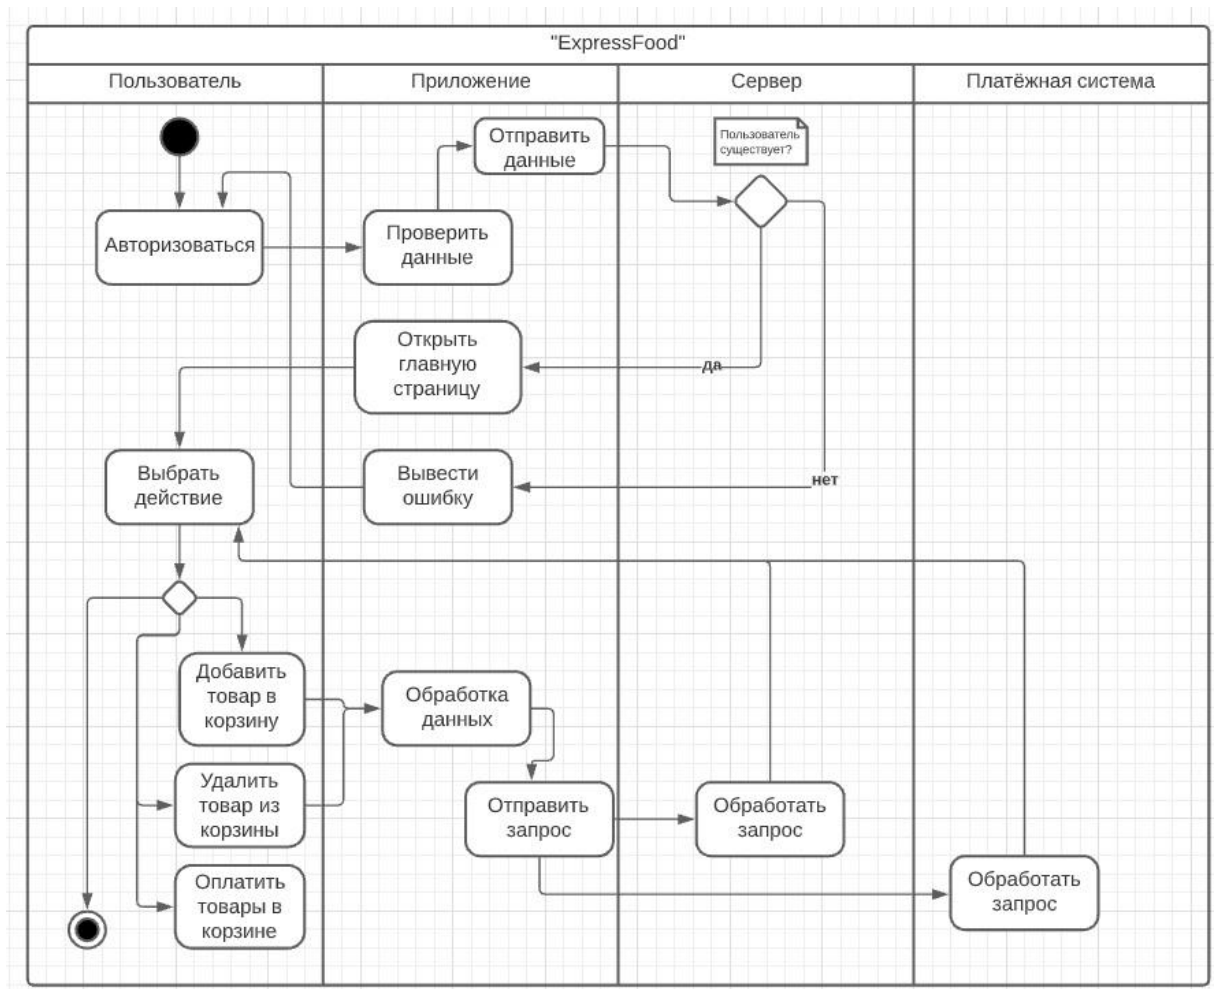 "ExpressFood"
Пользователь
Приложение
Сервер
Платёжная система
Отправить
данные
Пользователь
существует?
Авторизоваться
Проверить
данные
Открыть
главную
страницу
да
Выбрать
действие
Вывести
ошибку
нет
Добавить
товар в
корзину
Обработка
данных
Удалить
товар из
корзины
Отправить
запрос
Обработать
запрос
Оплатить
товары в
корзине
Обработать
запрос